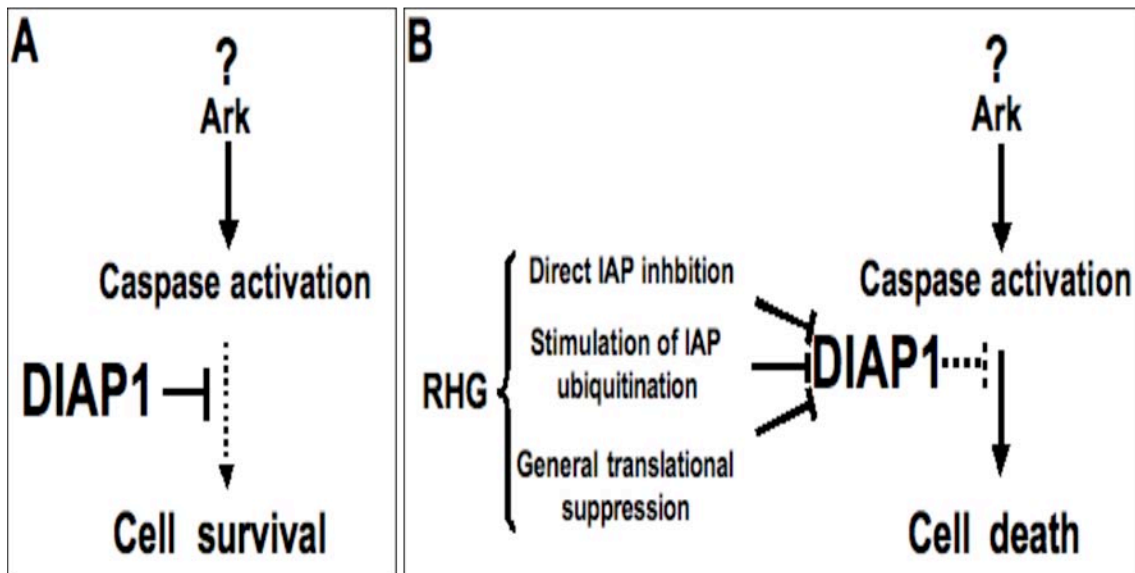 A
?
Ark
Caspase activation
DIAP1
Cell survival
B
?
Ark
Caspase activation
RHG
Direct IAP inhbition
Stimulation of IAP
ubiquitination
General translational
suppression
DIAP1
Cell death